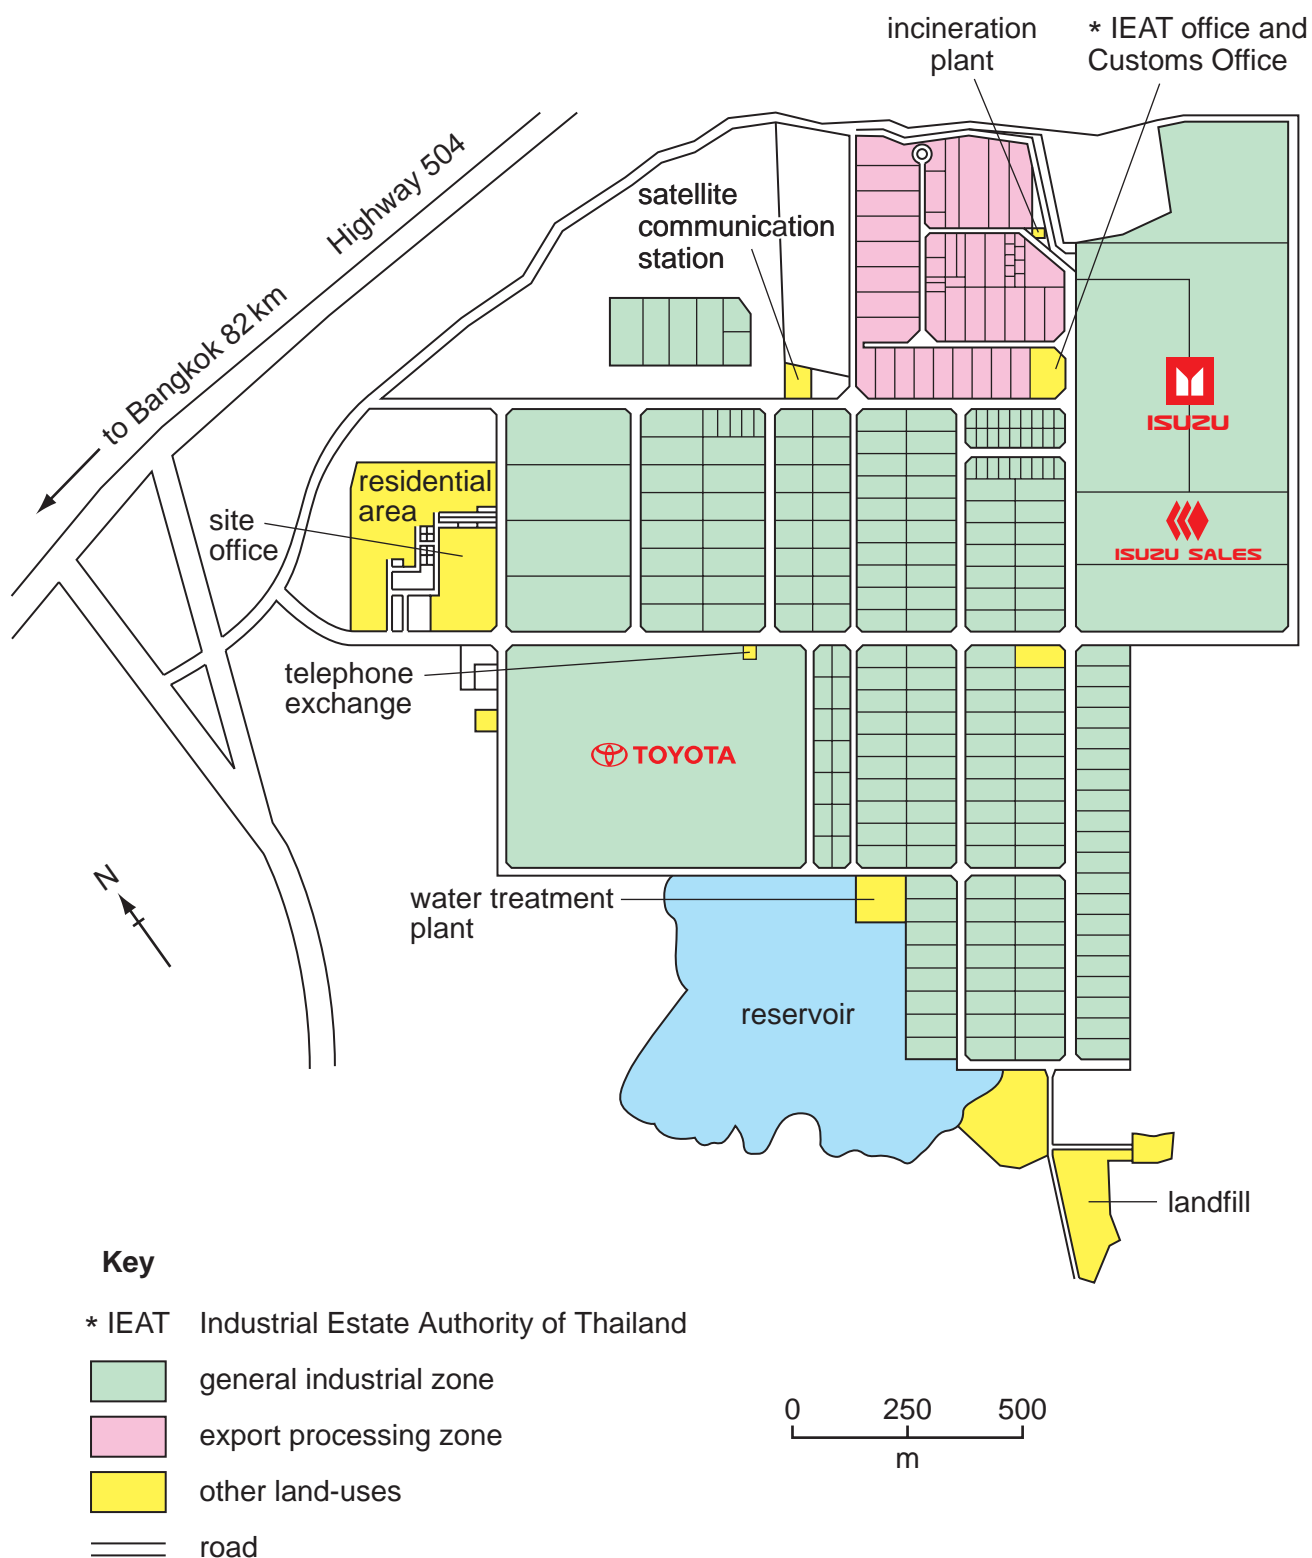 incineration
plant
* IEAT office and
Customs Office
Highway 504
to Bangkok 82 km
satellite
communication
station
ISUZU
ISUZU SALES
residential
area
site
office
telephone
exchange
TOYOTA
N
water treatment
plant
reservoir
landfill
Key
* IEAT Industrial Estate Authority of Thailand
general industrial zone
export processing zone
other land-uses
road
0 250 500
m